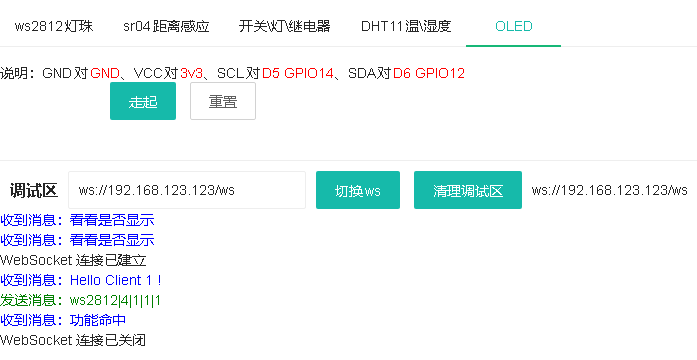 ws2812灯珠 sr04距离感应 开关\灯\继电器 DHT11温\湿度 OLED
说明：GND对GND、VCC对3v3、SCL对D5 GPIO14、SDA对D6 GPIO12
走起 重置
调试区 ws://192.168.123.123/ws 切换ws 清理调试区 ws://192.168.123.123/ws
收到消息：看看是否显示
收到消息：看看是否显示
WebSocket 连接已建立
收到消息：Hello Client 1 !
发送消息：ws2812|4|1|1|1
收到消息：功能命中
WebSocket 连接已关闭